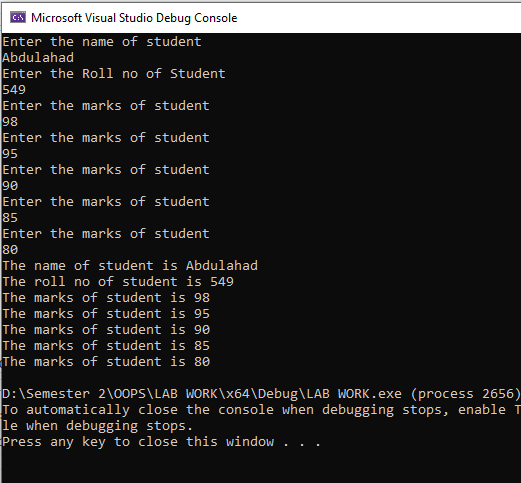 Microsoft Visual Studio Debug Console
Enter the name of student
Abdulahad
Enter the Roll no of Student
549
Enter the marks of student
98
Enter the marks of student
95
Enter the marks of student
90
Enter the marks of student
85
Enter the marks of student
80
The name of student is Abdulahad
The roll no of student is 549
The marks of student is 98
The marks of student is 95
The marks of student is 90
The marks of student is 85
The marks of student is 80
D:\Semester 2\OOPS\LAB WORK\x64\Debug\LAB WORK.exe (process 2656)
To automatically close the console when debugging stops, enable T
le when debugging stops.
Press any key to close this window . . .